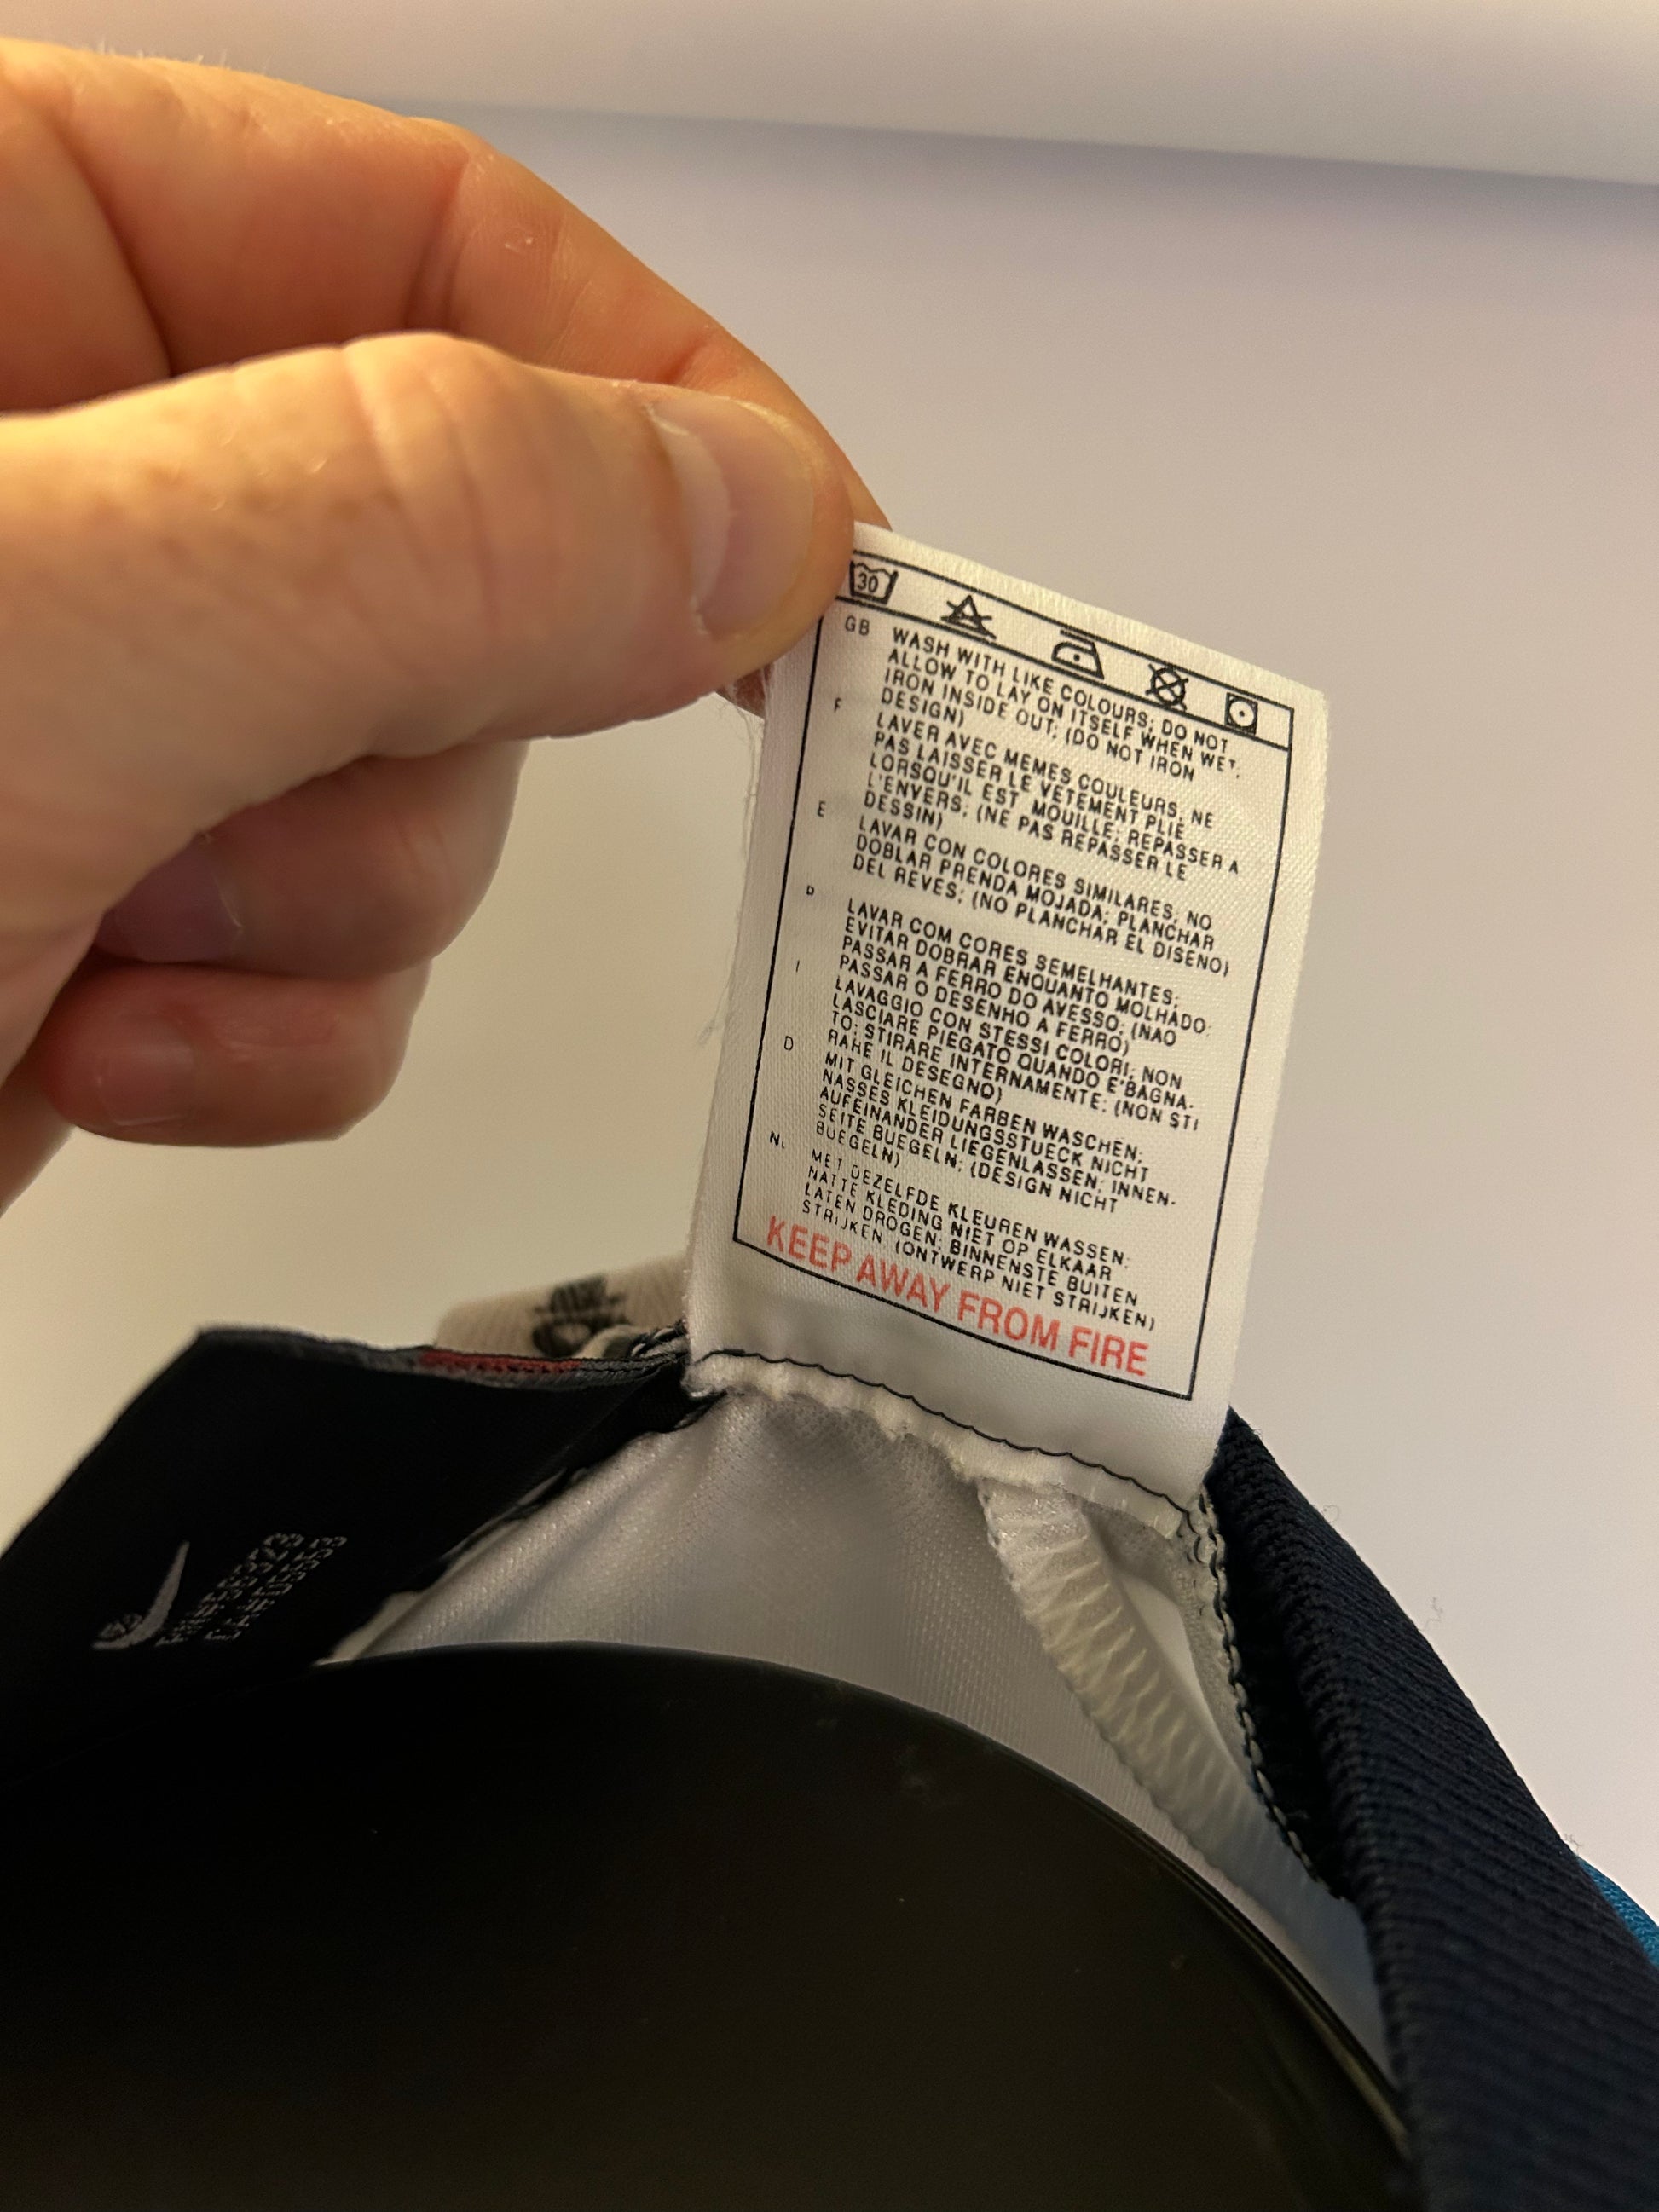 30
GB WASH WITH LIKE COLOURS; DO NOT
ALLOW TO LAY ON ITSELF WHEN WET.
IRON INSIDE OUT; (DO NOT IRON
DESIGN)
F LAVER AVEC MEMES COULEURS, NE
PAS LAISSER LE VETEMENT PLIE
LORSQU'IL EST MOUILLE; REPASSER A
L'ENVERS; (NE PAS REPASSER LE
DESSIN)
E LAVAR CON COLORES SIMILARES, NO
DOBLAR PRENDA MOJADA; PLANCHAR
DEL REVES; (NO PLANCHAR EL DISENO)
P LAVAR COM CORES SEMELHANTES;
EVITAR DOBRAR ENQUANTO MOLHADO;
PASSAR A FERRO DO AVESSO; (NAO
PASSAR O DESENHO A FERRO)
I LAVAGGIO CON STESSI COLORI; NON
LASCIARE PIEGATO QUANDO E'BAGNA-
TO; STIRARE INTERNAMENTE; (NON STI
RARE IL DESEGNO)
D MIT GLEICHEN FARBEN WASCHEN;
NASSES KLEIDUNGSSTUECK NICHT
AUFEINANDER LIEGENLASSEN; INNEN-
SEITE BUEGELN; (DESIGN NICHT
BUEGELN)
NL MET DEZELFDE KLEUREN WASSEN;
NATTE KLEDING NIET OP ELKAAR
LATEN DROGEN; BINNENSTE BUITEN
STRIJKEN (ONTWERP NIET STRIJKEN)
KEEP AWAY FROM FIRE